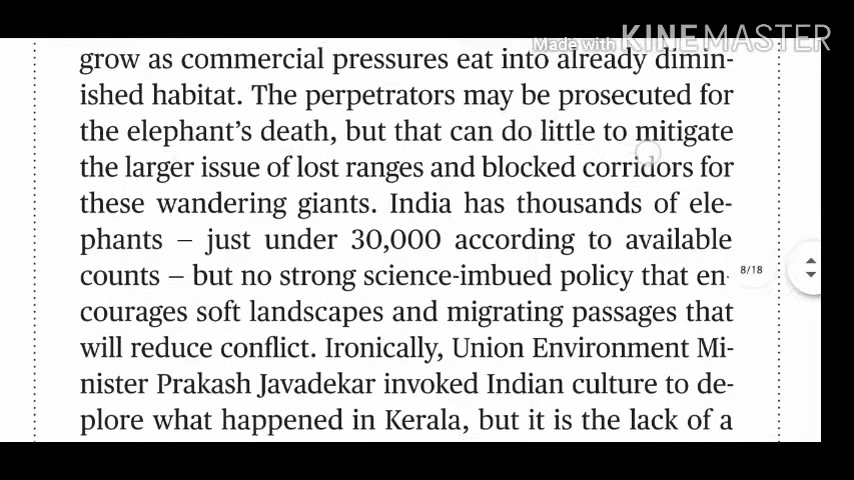 Made with KINEMASTER
grow as commercial pressures eat into already dimin-
ished habitat. The perpetrators may be prosecuted for
the elephant's death, but that can do little to mitigate
the larger issue of lost ranges and blocked corridors for
these wandering giants. India has thousands of ele-
phants – just under 30,000 according to available
counts – but no strong science-imbued policy that en-
8/18
courages soft landscapes and migrating passages that
will reduce conflict. Ironically, Union Environment Mi-
nister Prakash Javadekar invoked Indian culture to de-
plore what happened in Kerala, but it is the lack of a